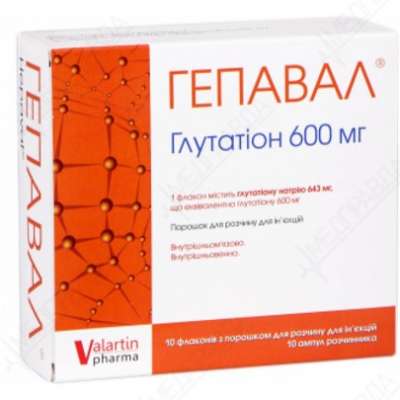 ГЕПАВАЛ®
Глутатіон 600 мг
1 флакон містить глутатіону натрію 643 мг,
що еквівалентно глутатіону 600 мг
Порошок для розчину для ін'єкцій
Внутрішньом'язово.
Внутрішньовенно.
10 флаконів з порошком для розчину для ін'єкцій
10 ампул розчинника
Valartin
pharma
ГЕПАВАЛ
Hepaval